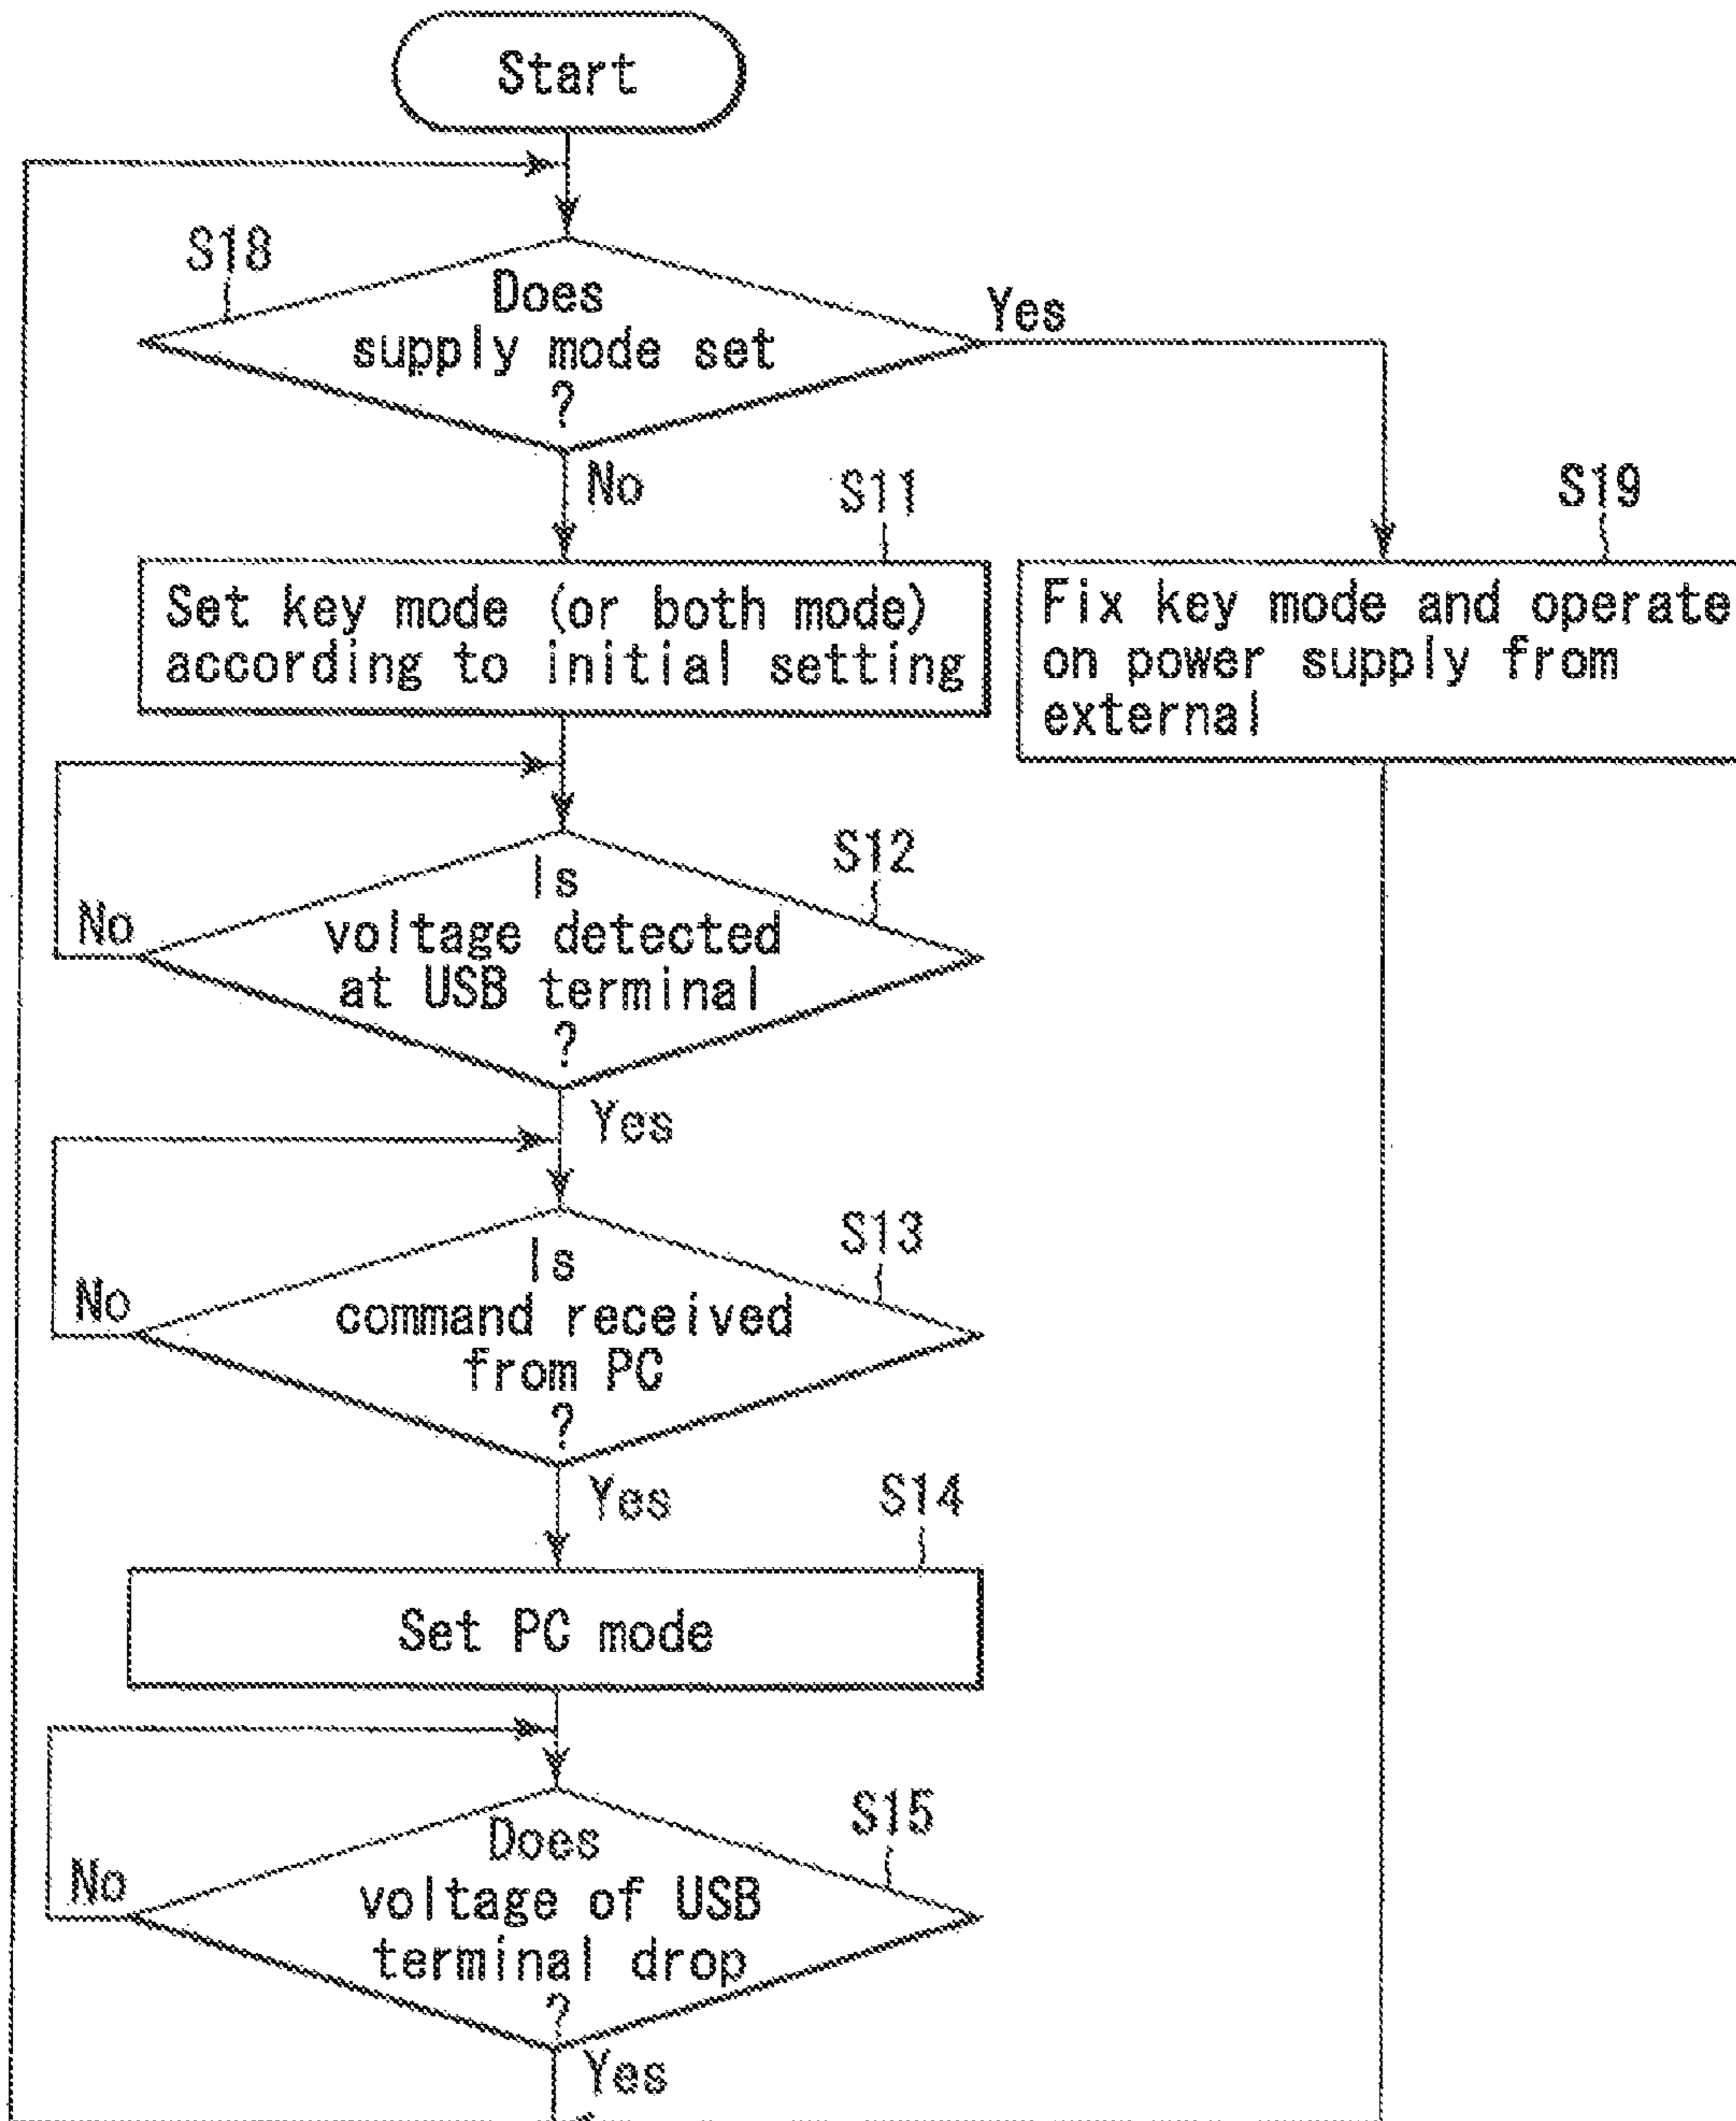 Start
S18
Does
supply mode set
?
Yes
No
S11
S19
Set key mode (or both mode)
according to initial setting
Fix key mode and operate
on power supply from
external
S12
Is
voltage detected
at USB terminal
?
No
Yes
S13
Is
command received
from PC
?
No
Yes
S14
Set PC mode
S15
Does
voltage of USB
terminal drop
?
No
Yes